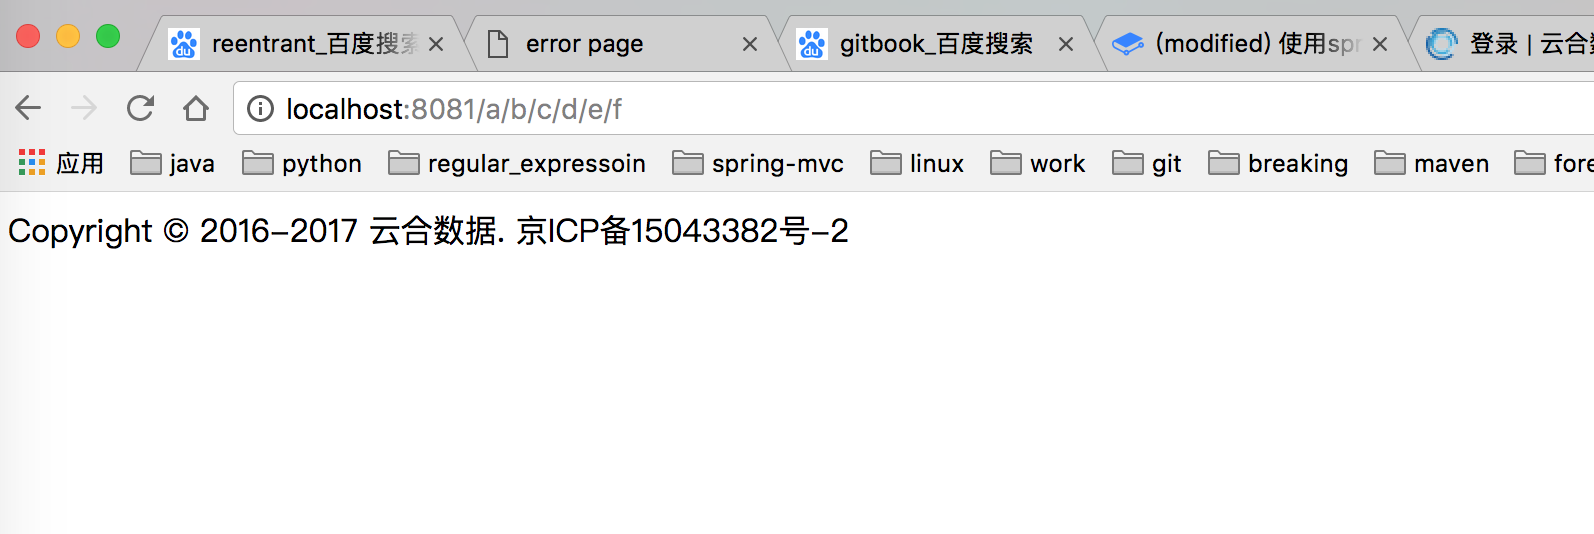 reentrant_百度搜索
error page
gitbook_百度搜索
(modified) 使用spr
登录 | 云合数
localhost:8081/a/b/c/d/e/f
应用 java python regular_expressoin spring-mvc linux work git breaking maven fore
Copyright © 2016-2017 云合数据. 京ICP备15043382号-2